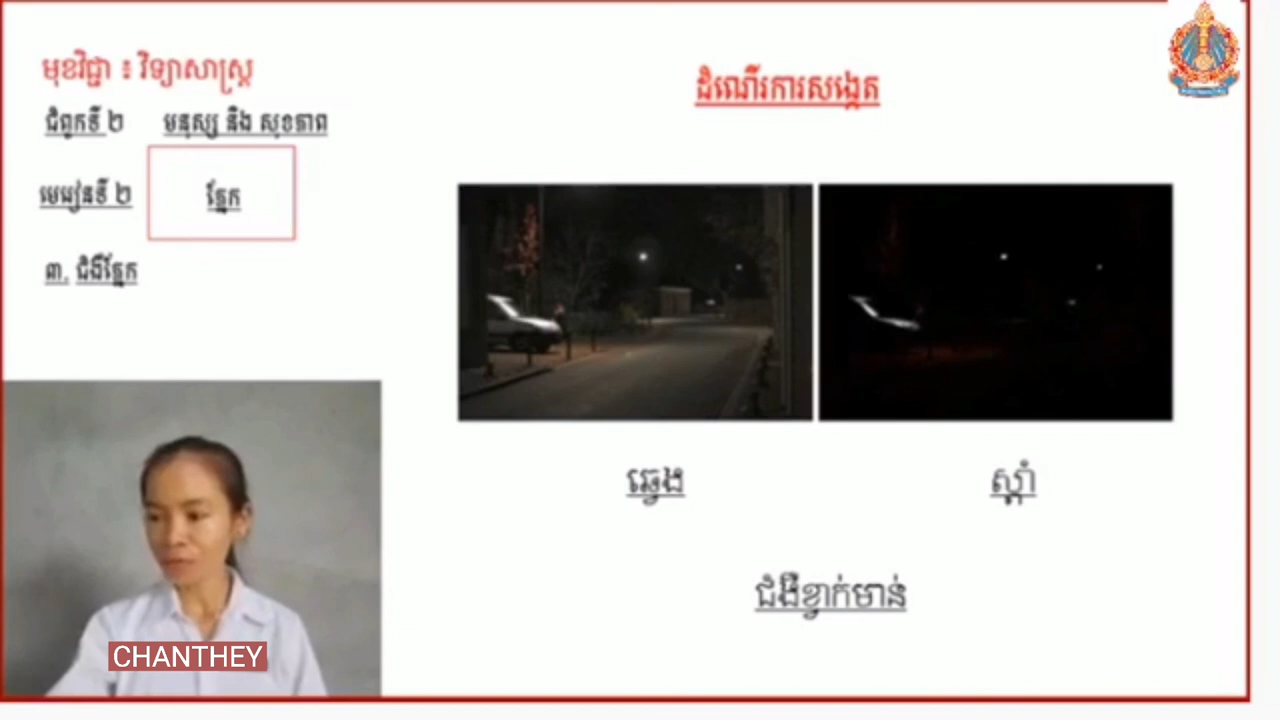 មុខវិជ្ជា ៖ វិទ្យាសាស្ត្រ
ជំពូកទី ២ មនុស្ស និង សុខភាព
មេរៀនទី ២ ភ្នែក
៣. ជំងឺភ្នែក
ដំណើរការសង្កេត
ឆ្វេង ស្តាំ
ជំងឺខ្វាក់មាន់
CHANTHEY